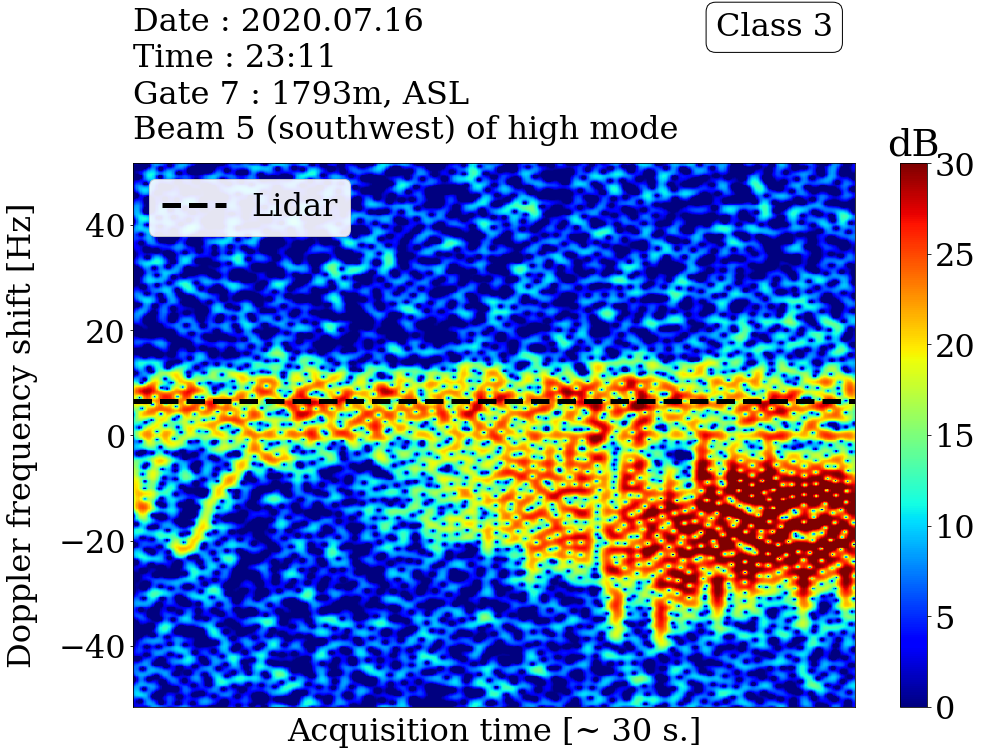 Date : 2020.07.16
Time : 23:11
Gate 7 : 1793m, ASL
Beam 5 (southwest) of high mode
Class 3
dB
Lidar
Doppler frequency shift [Hz]
40
20
0
−20
−40
30
25
20
15
10
5
0
Acquisition time [~ 30 s.]